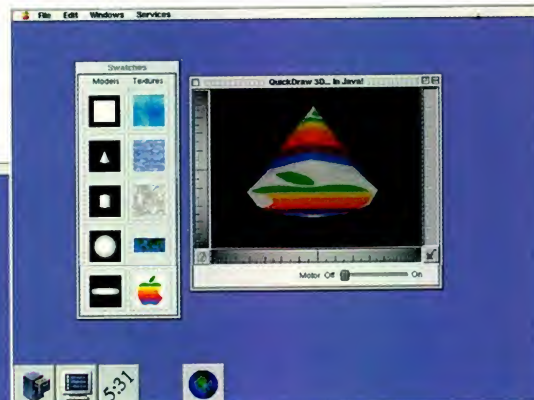 File Edit Windows Services
Swatches
Models Textures
QuickDraw 3D... in Java!
Motor Off On
5:31